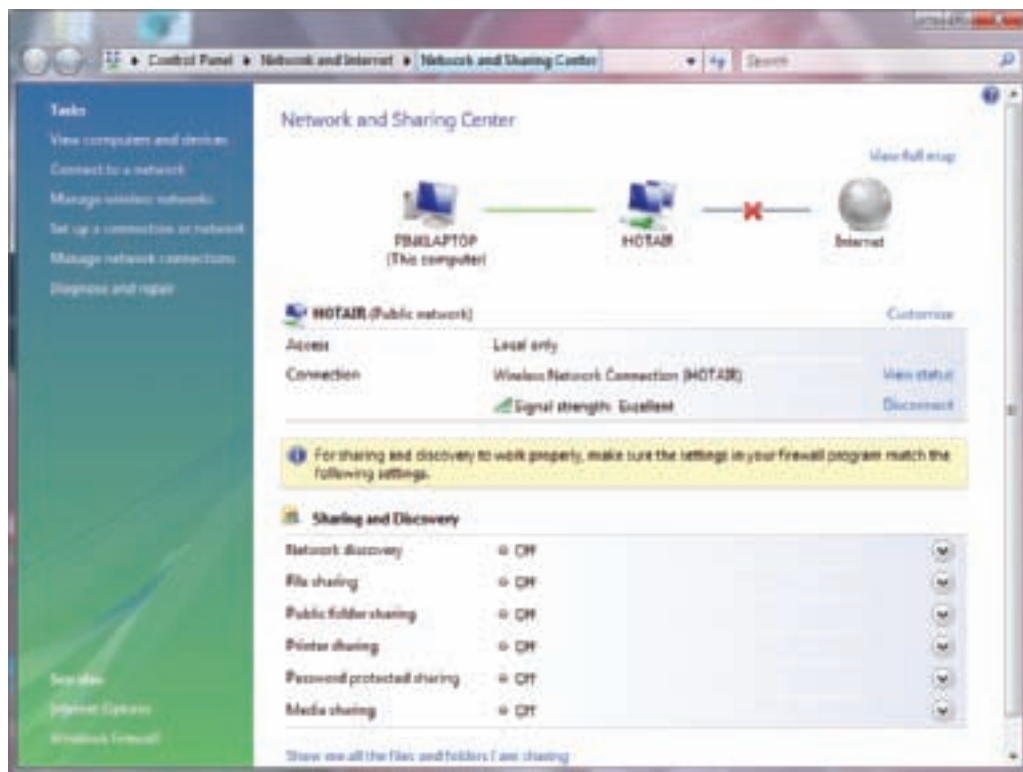 Control Panel ▸ Network and Internet ▸ Network and Sharing Center
Search
Tasks
View computers and devices
Connect to a network
Manage wireless networks
Set up a connection or network
Manage network connections
Diagnose and repair
See also
Internet Options
Windows Firewall
Network and Sharing Center
View full map
PINKLAPTOP
(This computer)
HOTAIR
Internet
HOTAIR (Public network)
Customize
Access
Local only
Connection
Wireless Network Connection (HOTAIR)
View status
Signal strength: Excellent
Disconnect
For sharing and discovery to work properly, make sure the settings in your firewall program match the
following settings.
Sharing and Discovery
Network discovery
Off
File sharing
Off
Public folder sharing
Off
Printer sharing
Off
Password protected sharing
Off
Media sharing
Off
Show me all the files and folders I am sharing